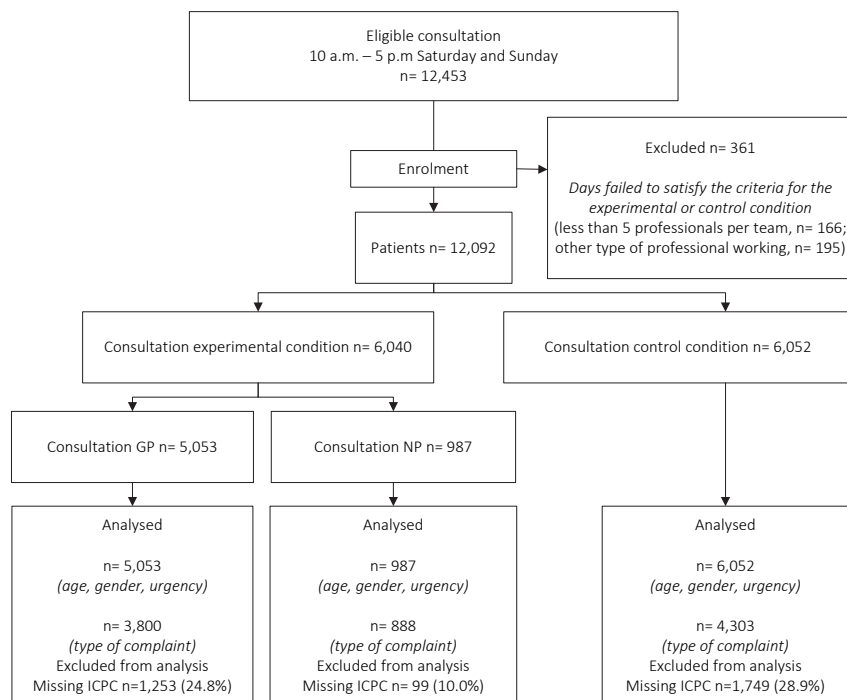 Eligible consultation
10 a.m. – 5 p.m Saturday and Sunday
n= 12,453
Enrolment
Excluded n= 361
Days failed to satisfy the criteria for the
experimental or control condition
(less than 5 professionals per team, n= 166;
other type of professional working, n= 195)
Patients n= 12,092
Consultation experimental condition n= 6,040
Consultation control condition n= 6,052
Consultation GP n= 5,053
Consultation NP n= 987
Analysed
n= 5,053
(age, gender, urgency)
n= 3,800
(type of complaint)
Excluded from analysis
Missing ICPC n=1,253 (24.8%)
Analysed
n= 987
(age, gender, urgency)
n= 888
(type of complaint)
Excluded from analysis
Missing ICPC n= 99 (10.0%)
Analysed
n= 6,052
(age, gender, urgency)
n= 4,303
(type of complaint)
Excluded from analysis
Missing ICPC n=1,749 (28.9%)